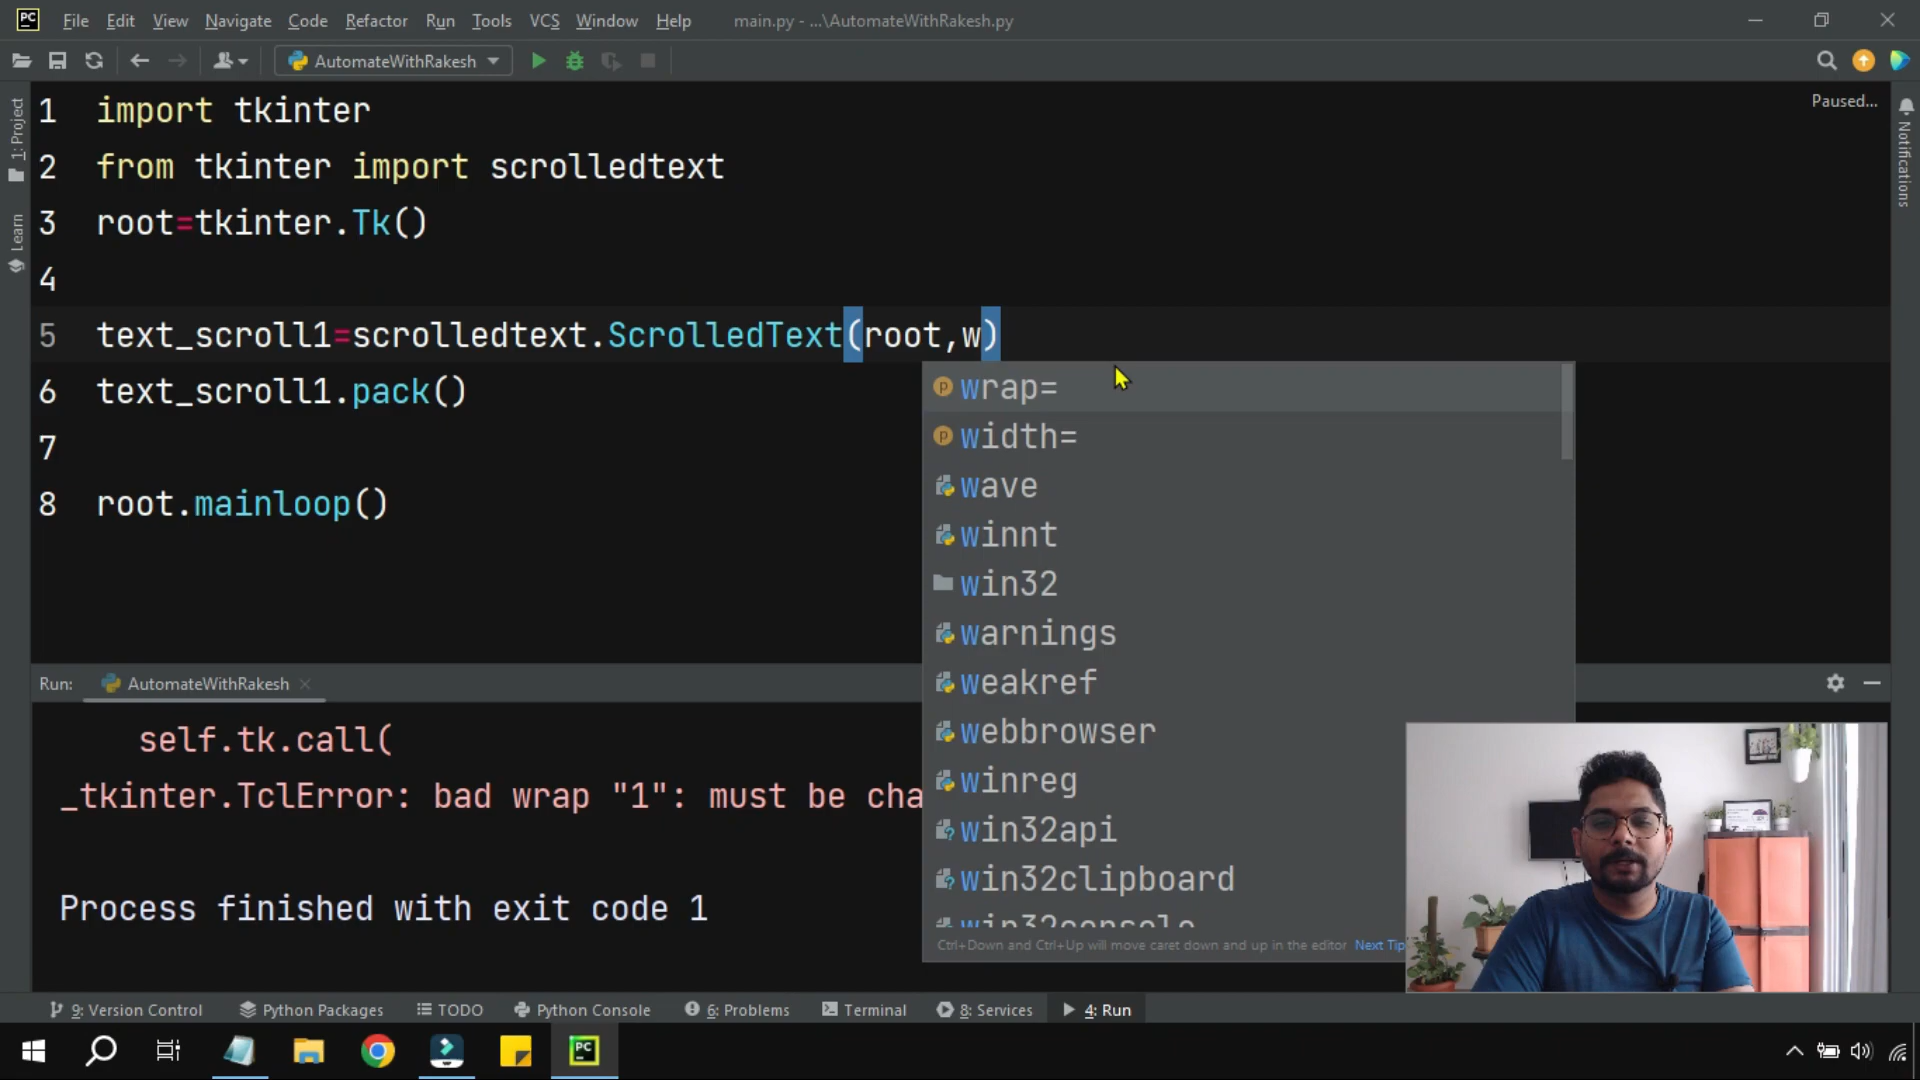 PC File Edit View Navigate Code Refactor Run Tools VCS Window Help main.py - ...\AutomateWithRakesh.py
AutomateWithRakesh
Paused...
1: Project
Learn
Notifications
1 import tkinter
2 from tkinter import scrolledtext
3 root=tkinter.Tk()
4
5 text_scroll1=scrolledtext.ScrolledText(root,w)
6 text_scroll1.pack()
7
8 root.mainloop()
p wrap=
p width=
wave
winnt
win32
warnings
weakref
webbrowser
winreg
win32api
win32clipboard
win32console
Ctrl+Down and Ctrl+Up will move caret down and up in the editor Next Tip
Run: AutomateWithRakesh
self.tk.call(
_tkinter.TclError: bad wrap "1": must be cha
Process finished with exit code 1
9: Version Control Python Packages TODO Python Console 6: Problems Terminal 8: Services 4: Run
PC